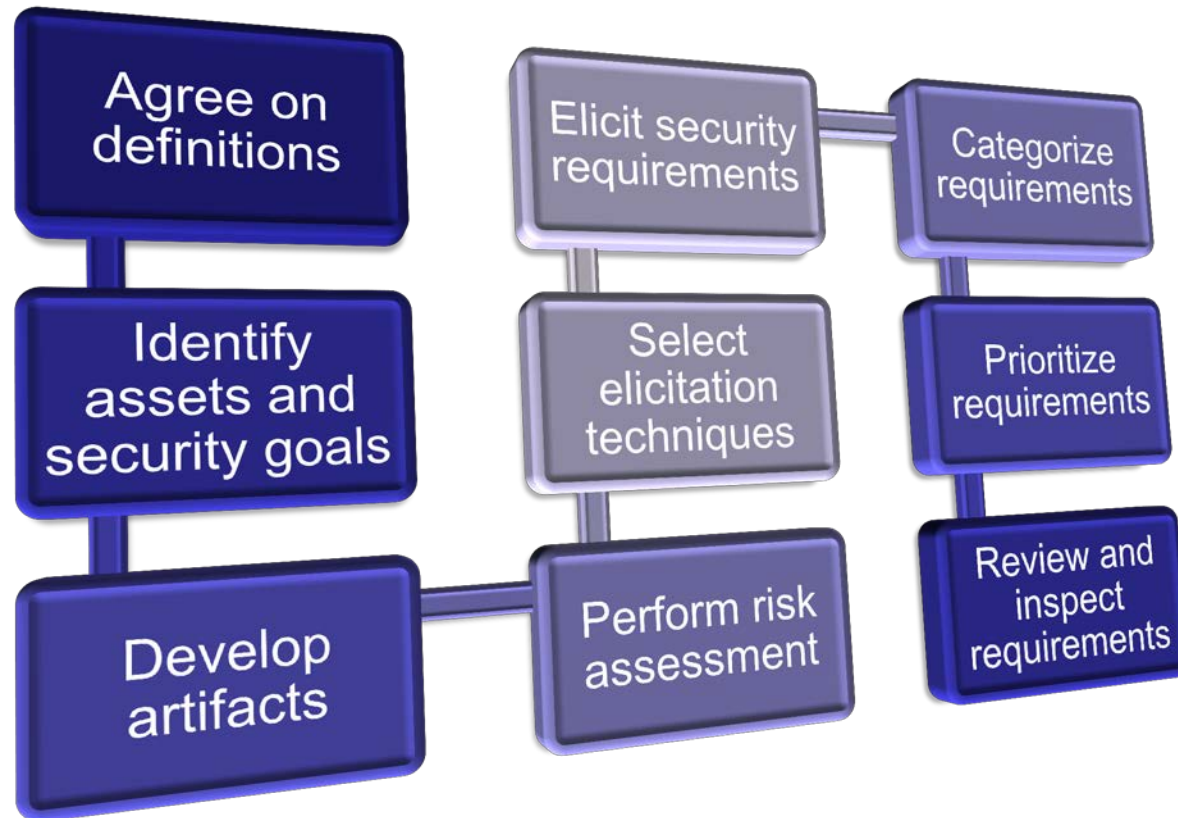 Agree on
definitions
Identify
assets and
security goals
Develop
artifacts
Perform risk
assessment
Select
elicitation
techniques
Elicit security
requirements
Categorize
requirements
Prioritize
requirements
Review and
inspect
requirements